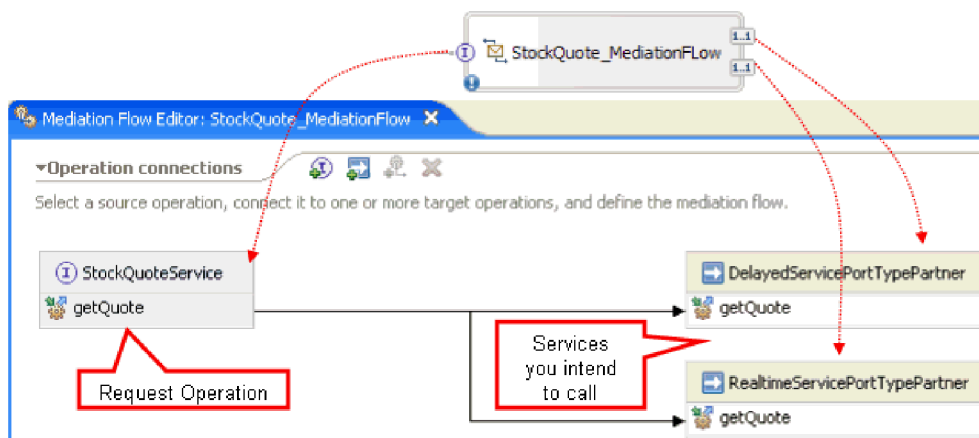 1..1
StockQuote_MediationFLow
1..1
Mediation Flow Editor: StockQuote_MediationFlow
Operation connections
Select a source operation, connect it to one or more target operations, and define the mediation flow.
StockQuoteService
getQuote
Request Operation
Services
you intend
to call
DelayedServicePortTypePartner
getQuote
RealtimeServicePortTypePartner
getQuote